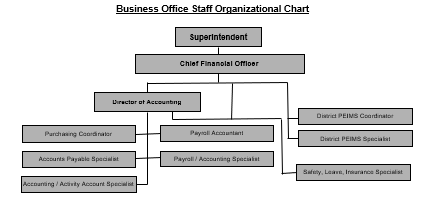 Business Office Staff Organizational Chart
Superintendent
Chief Financial Officer
Director of Accounting
District PEIMS Coordinator
Purchasing Coordinator
Payroll Accountant
District PEIMS Specialist
Accounts Payable Specialist
Payroll / Accounting Specialist
Safety, Leave, Insurance Specialist
Accounting / Activity Account Specialist